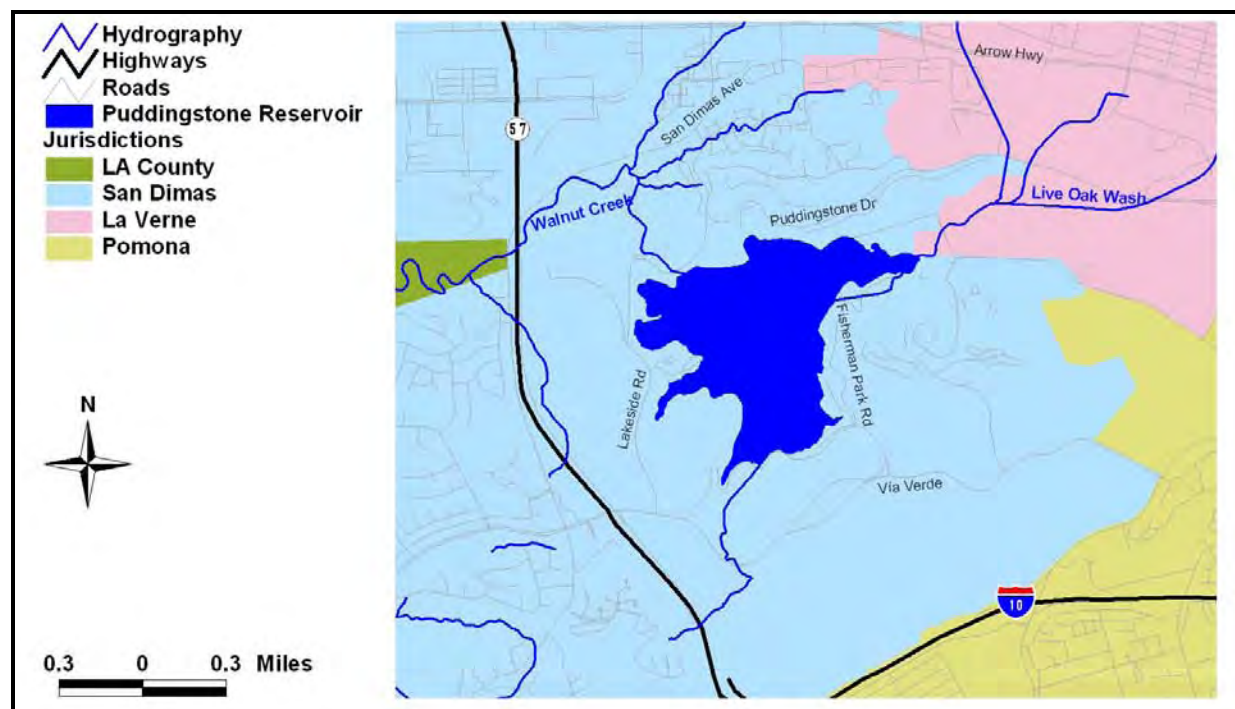 Hydrography
Highways
Roads
Puddingstone Reservoir
Jurisdictions
LA County
San Dimas
La Verne
Pomona
N
0.3 0 0.3 Miles
57
San Dimas Ave
Arrow Hwy
Walnut Creek
Puddingstone Dr
Live Oak Wash
Lakeside Rd
Fisherman Park Rd
Via Verde
10